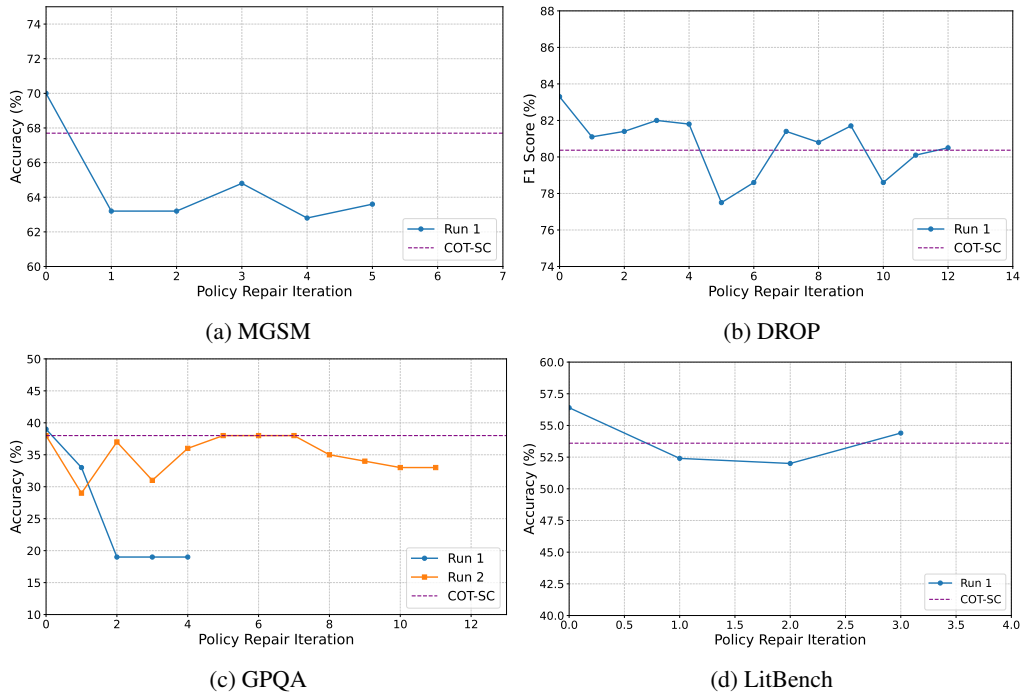 74
72
70
68
66
64
62
60
Accuracy (%)
0 1 2 3 4 5 6 7
Policy Repair Iteration
Run 1
COT-SC
(a) MGSM
88
86
84
82
80
78
76
74
F1 Score (%)
0 2 4 6 8 10 12 14
Policy Repair Iteration
Run 1
COT-SC
(b) DROP
50
45
40
35
30
25
20
15
10
Accuracy (%)
0 2 4 6 8 10 12
Policy Repair Iteration
Run 1
Run 2
COT-SC
(c) GPQA
60.0
57.5
55.0
52.5
50.0
47.5
45.0
42.5
40.0
Accuracy (%)
0.0 0.5 1.0 1.5 2.0 2.5 3.0 3.5 4.0
Policy Repair Iteration
Run 1
COT-SC
(d) LitBench